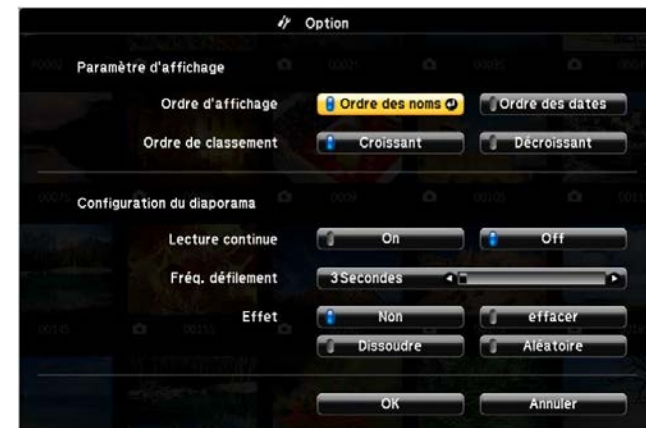 Option
Paramètre d'affichage
Ordre d'affichage Ordre des noms Ordre des dates
Ordre de classement Croissant Décroissant
Configuration du diaporama
Lecture continue On Off
Fréq. défilement 3Secondes
Effet Non effacer
Dissoudre Aléatoire
OK Annuler